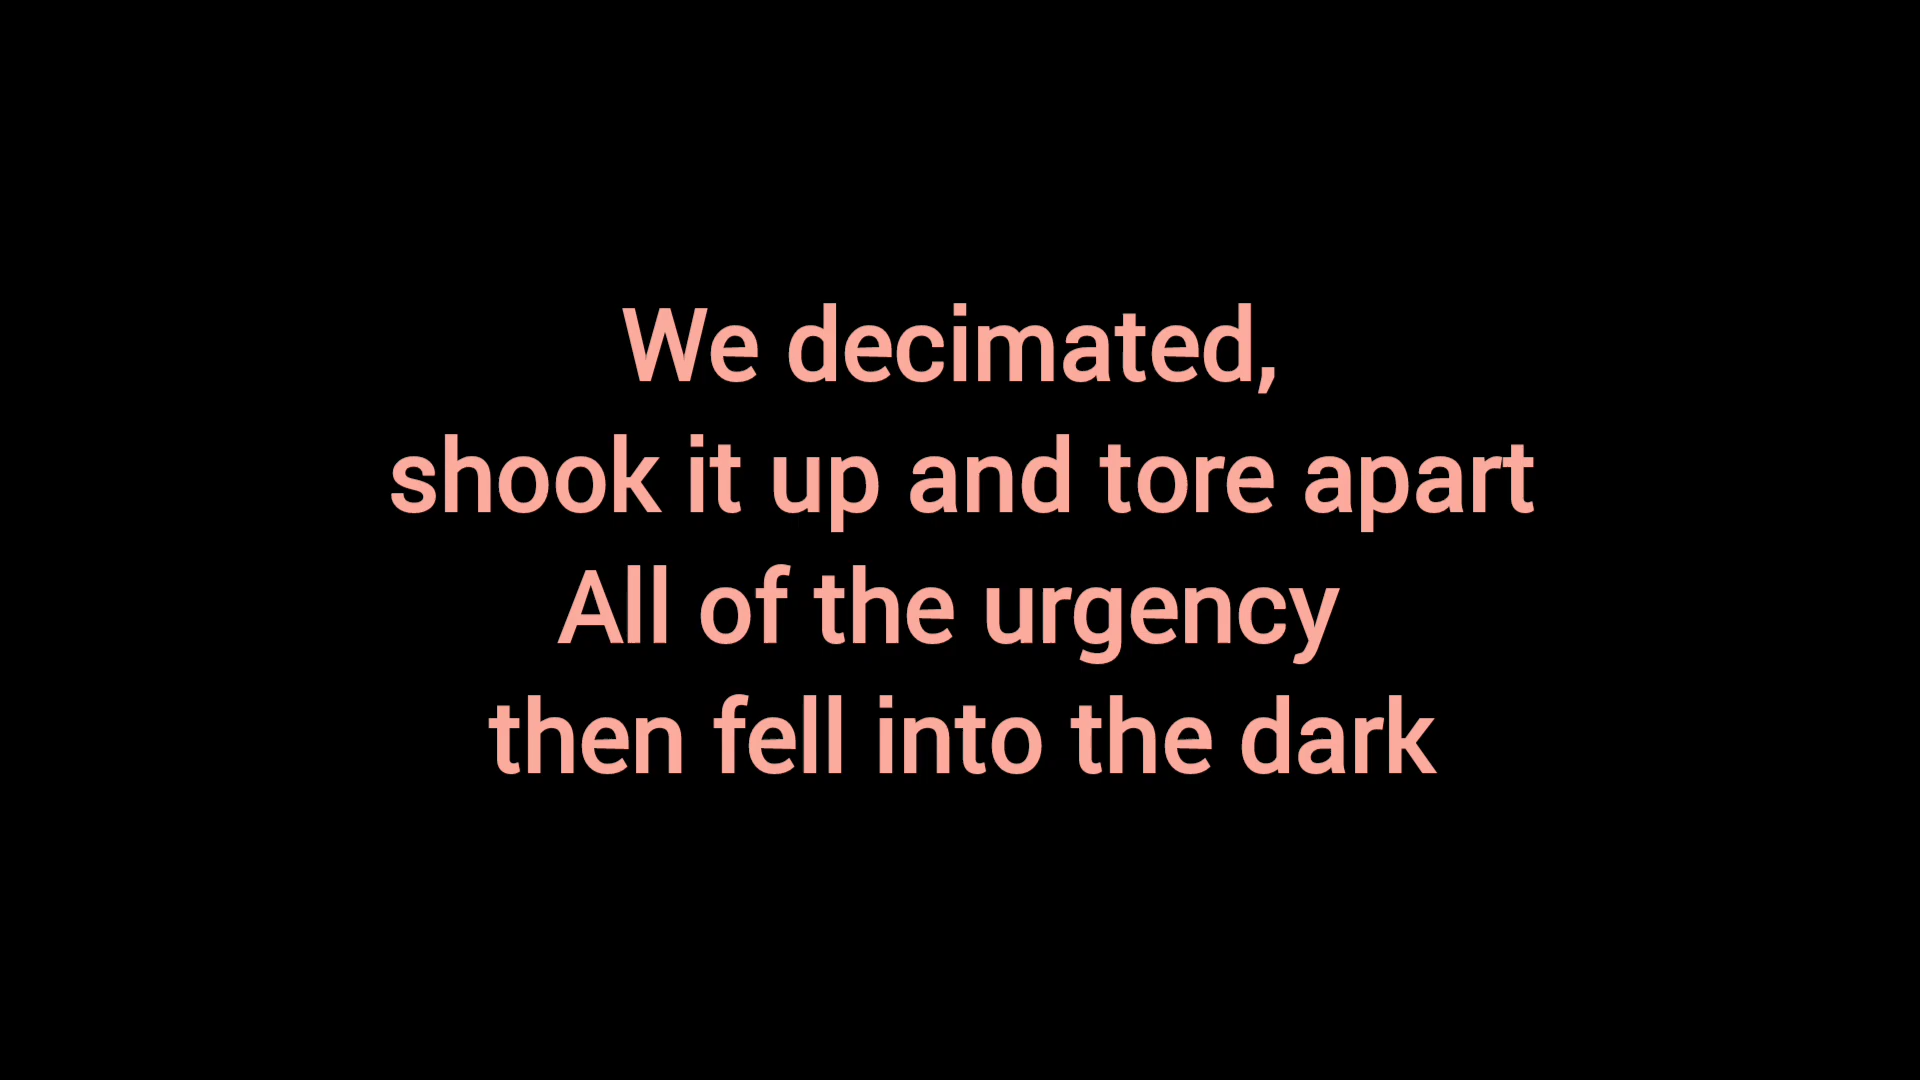 We decimated,
shook it up and tore apart
All of the urgency
then fell into the dark